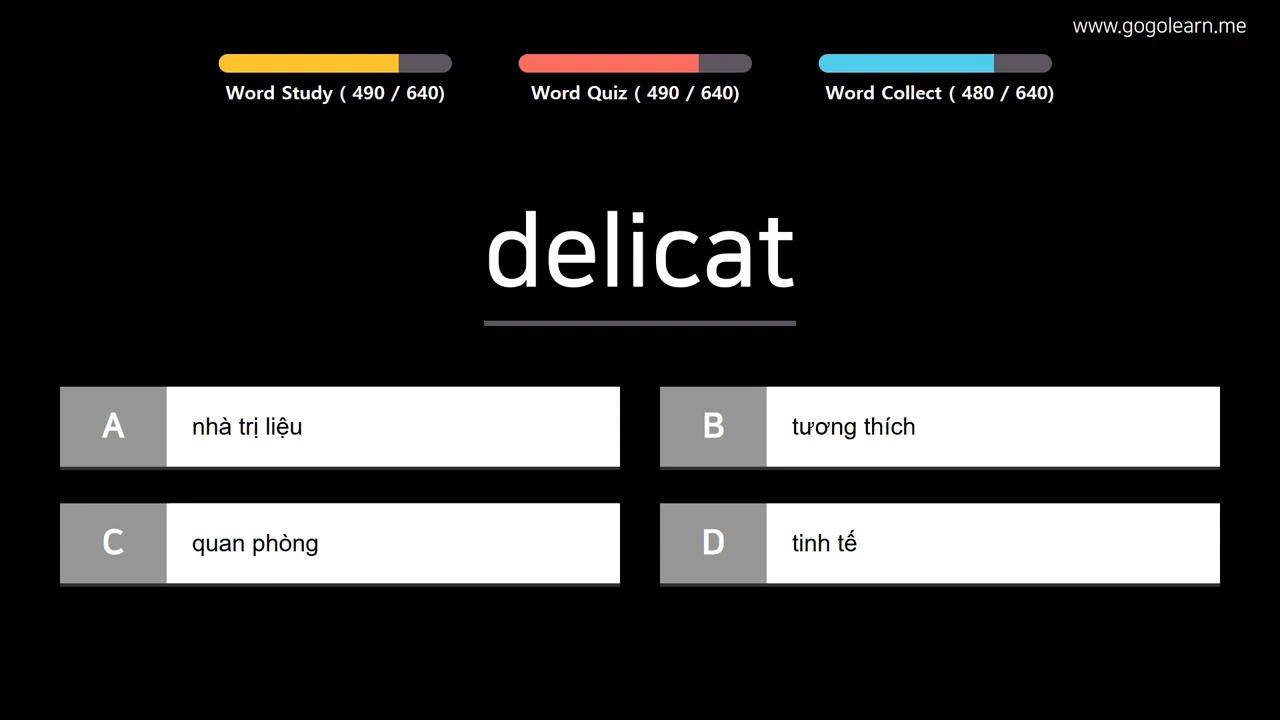 www.gogolearn.me
Word Study ( 490 / 640)
Word Quiz ( 490 / 640)
Word Collect ( 480 / 640)
delicat
A nhà trị liệu
B tương thích
C quan phòng
D tinh tế